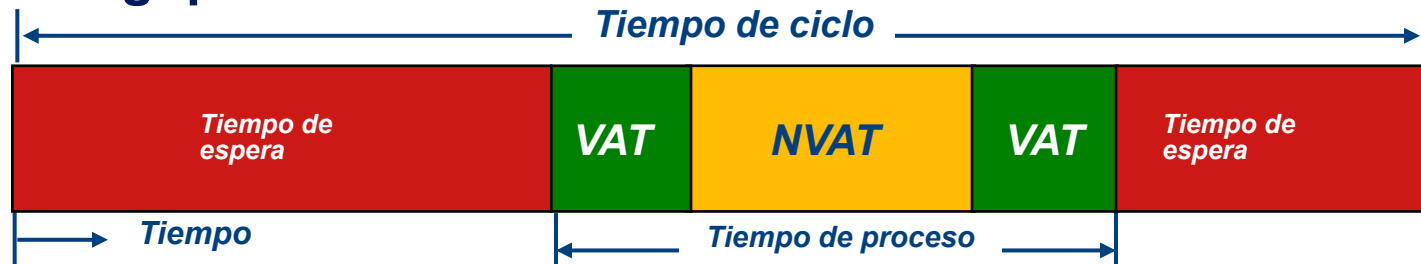 Tiempo de ciclo
Tiempo de
espera
VAT
NVAT
VAT
Tiempo de
espera
Tiempo
Tiempo de proceso